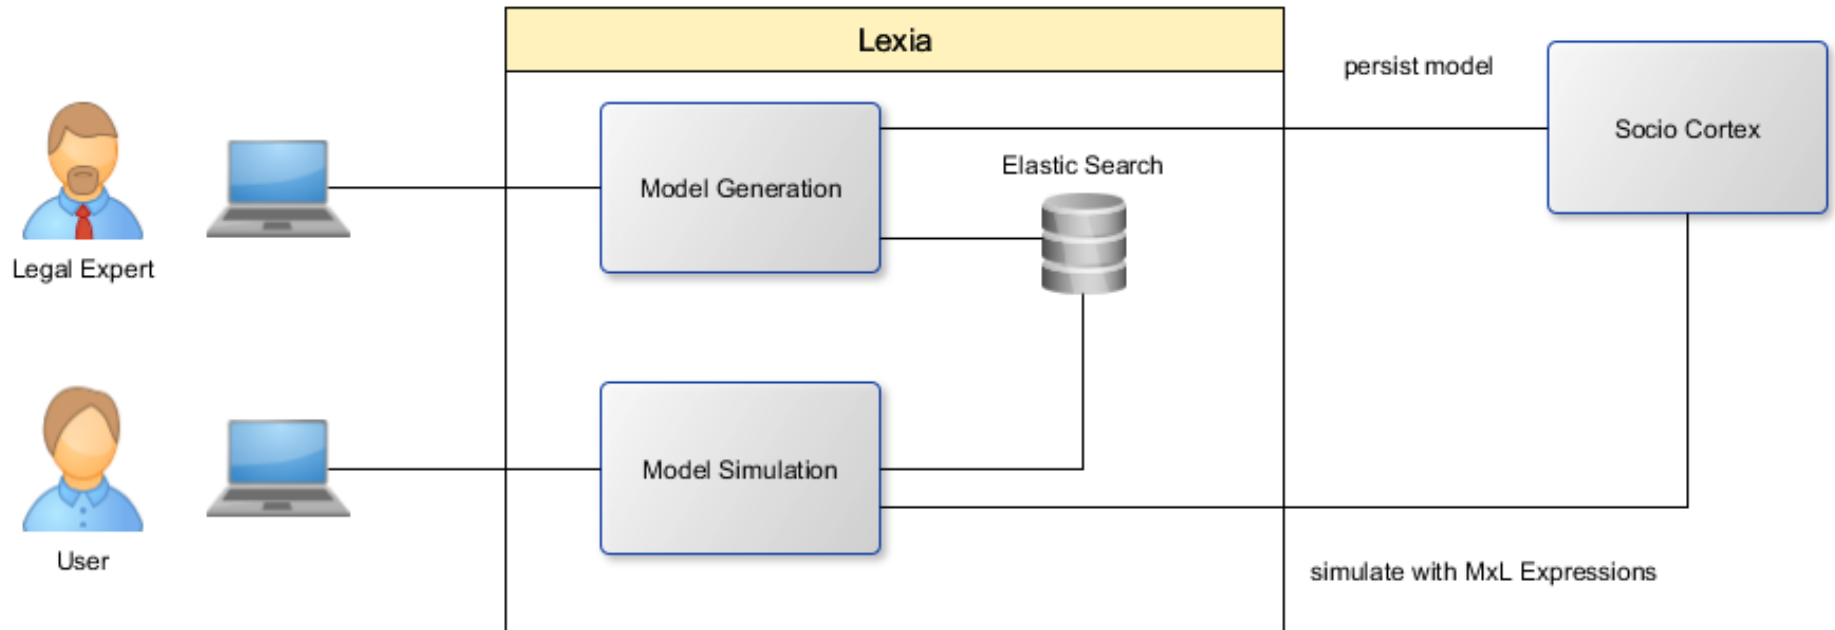 Lexia
persist model
Socio Cortex
Elastic Search
Model Generation
Legal Expert
Model Simulation
User
simulate with MxL Expressions